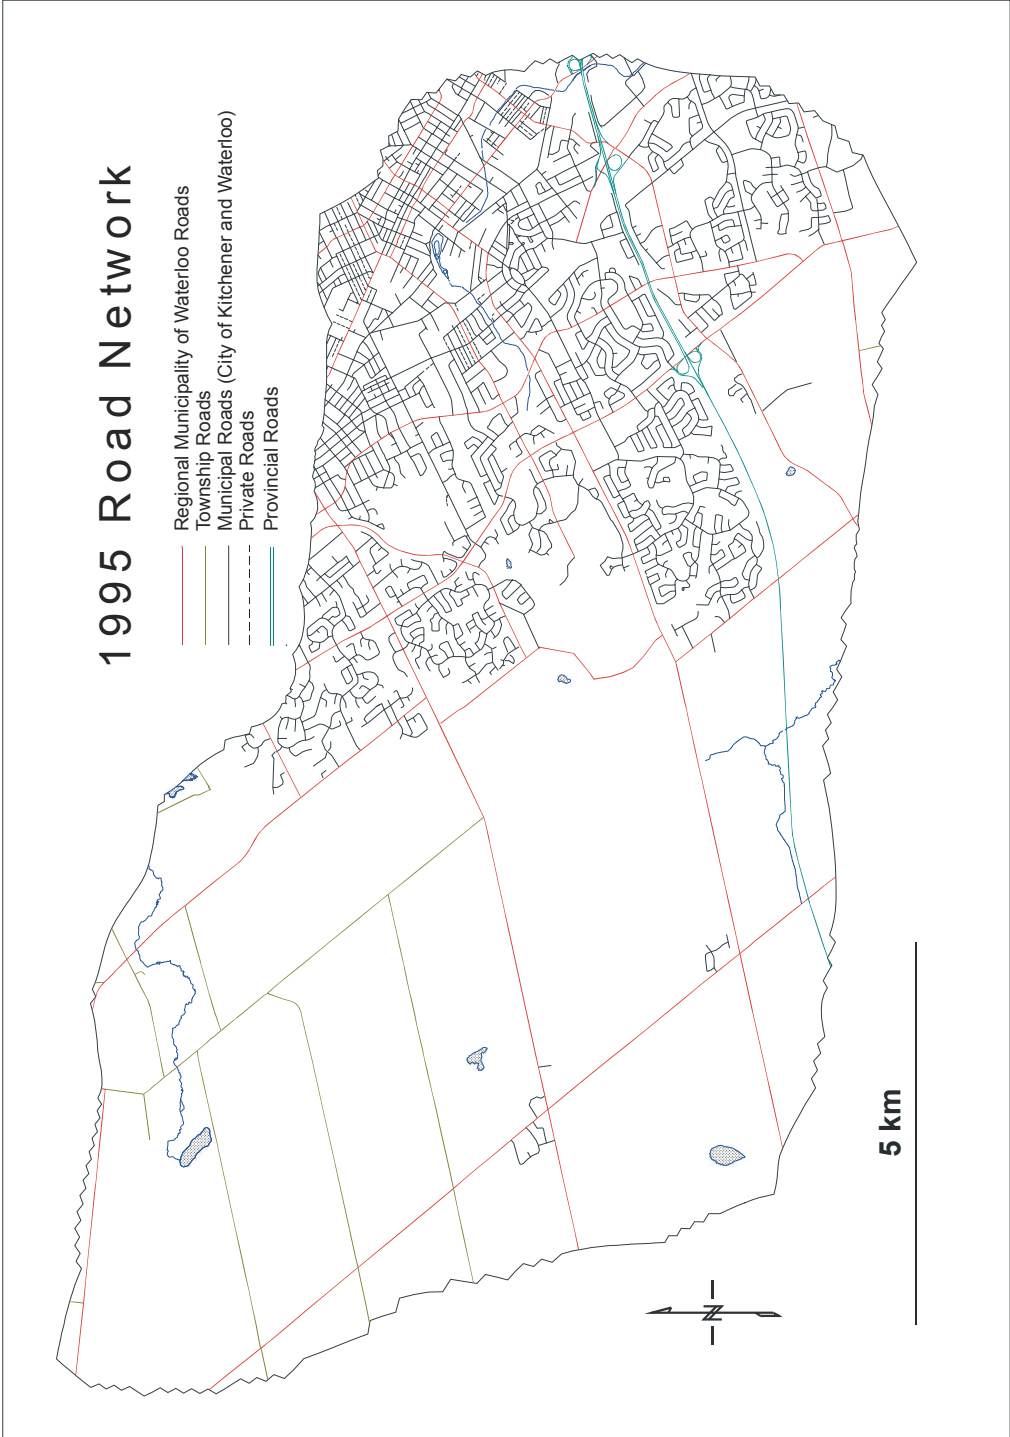 1995 Road Network
Regional Municipality of Waterloo Roads
Township Roads
Municipal Roads (City of Kitchener and Waterloo)
Private Roads
Provincial Roads
N
5 km